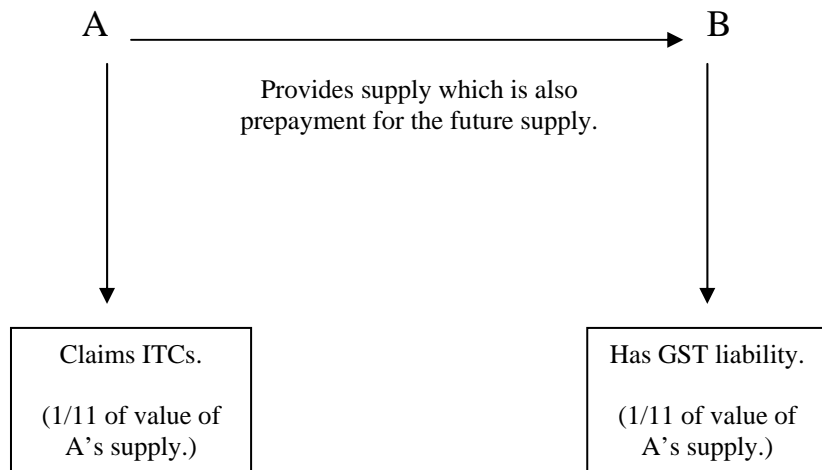 A
B
Provides supply which is also
prepayment for the future supply.
Claims ITCs.
(1/11 of value of
A’s supply.)
Has GST liability.
(1/11 of value of
A’s supply.)